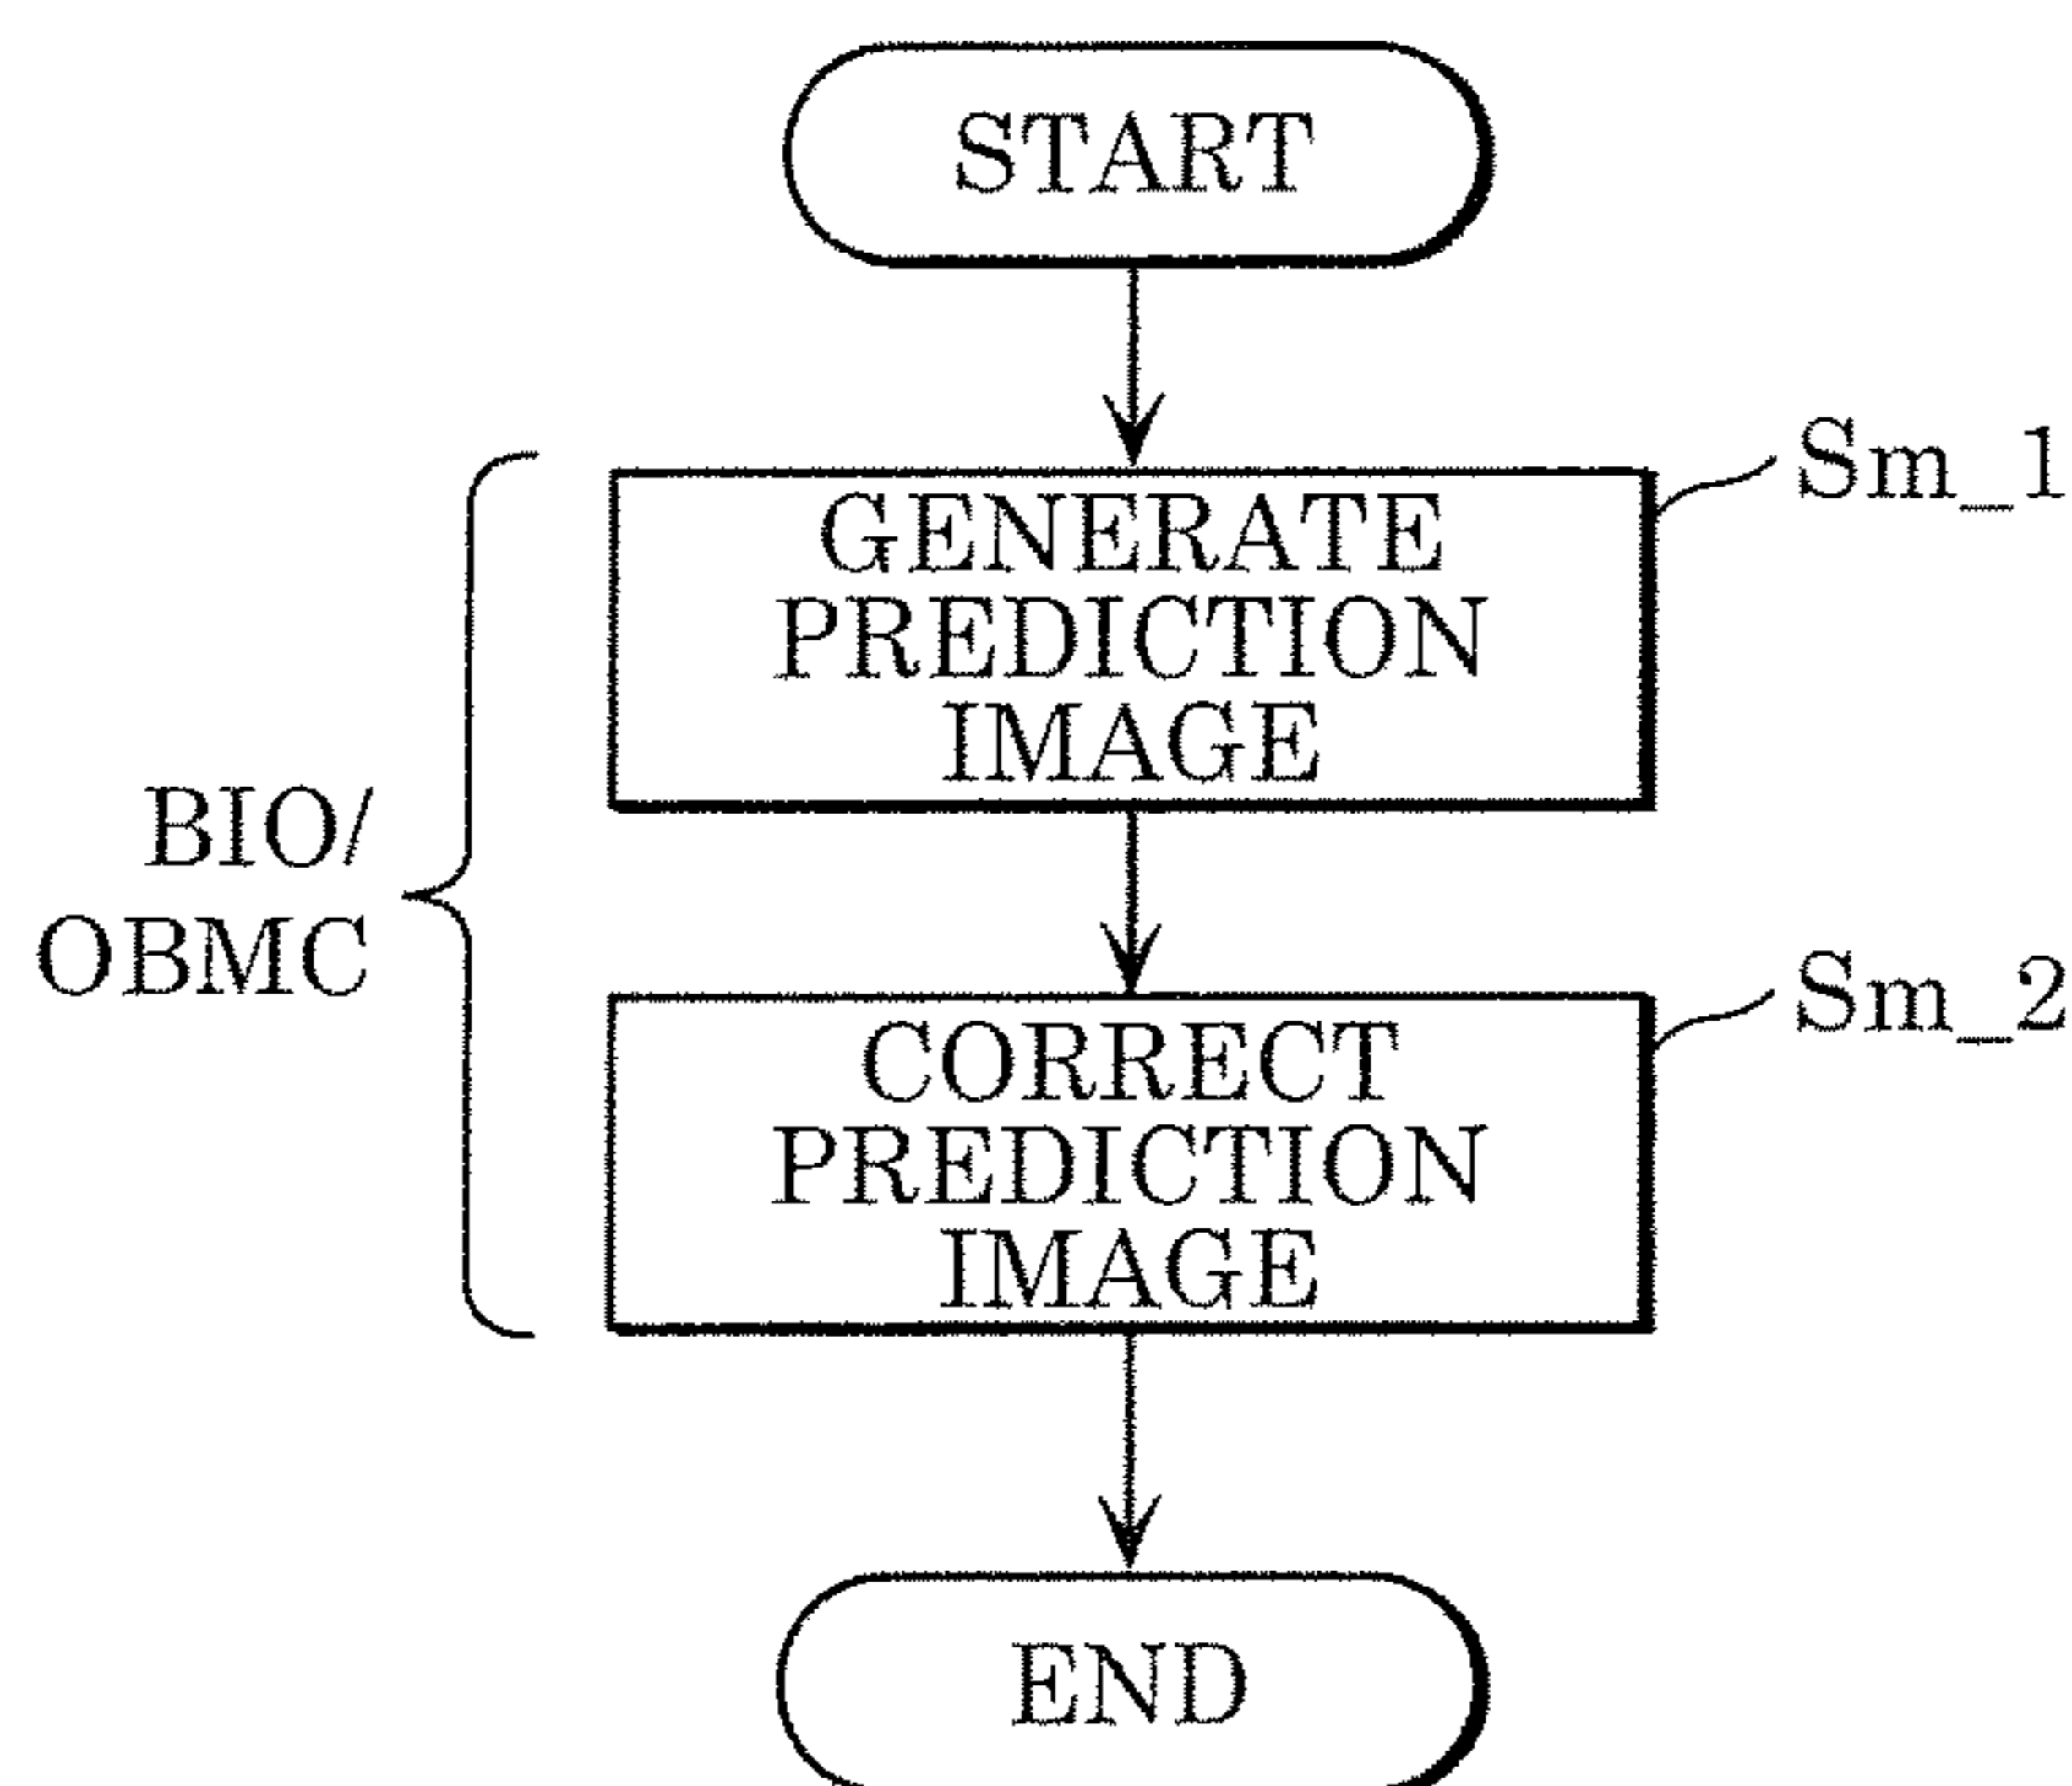 START
Sm_1
GENERATE
PREDICTION
IMAGE
BIO/
OBMC
Sm_2
CORRECT
PREDICTION
IMAGE
END